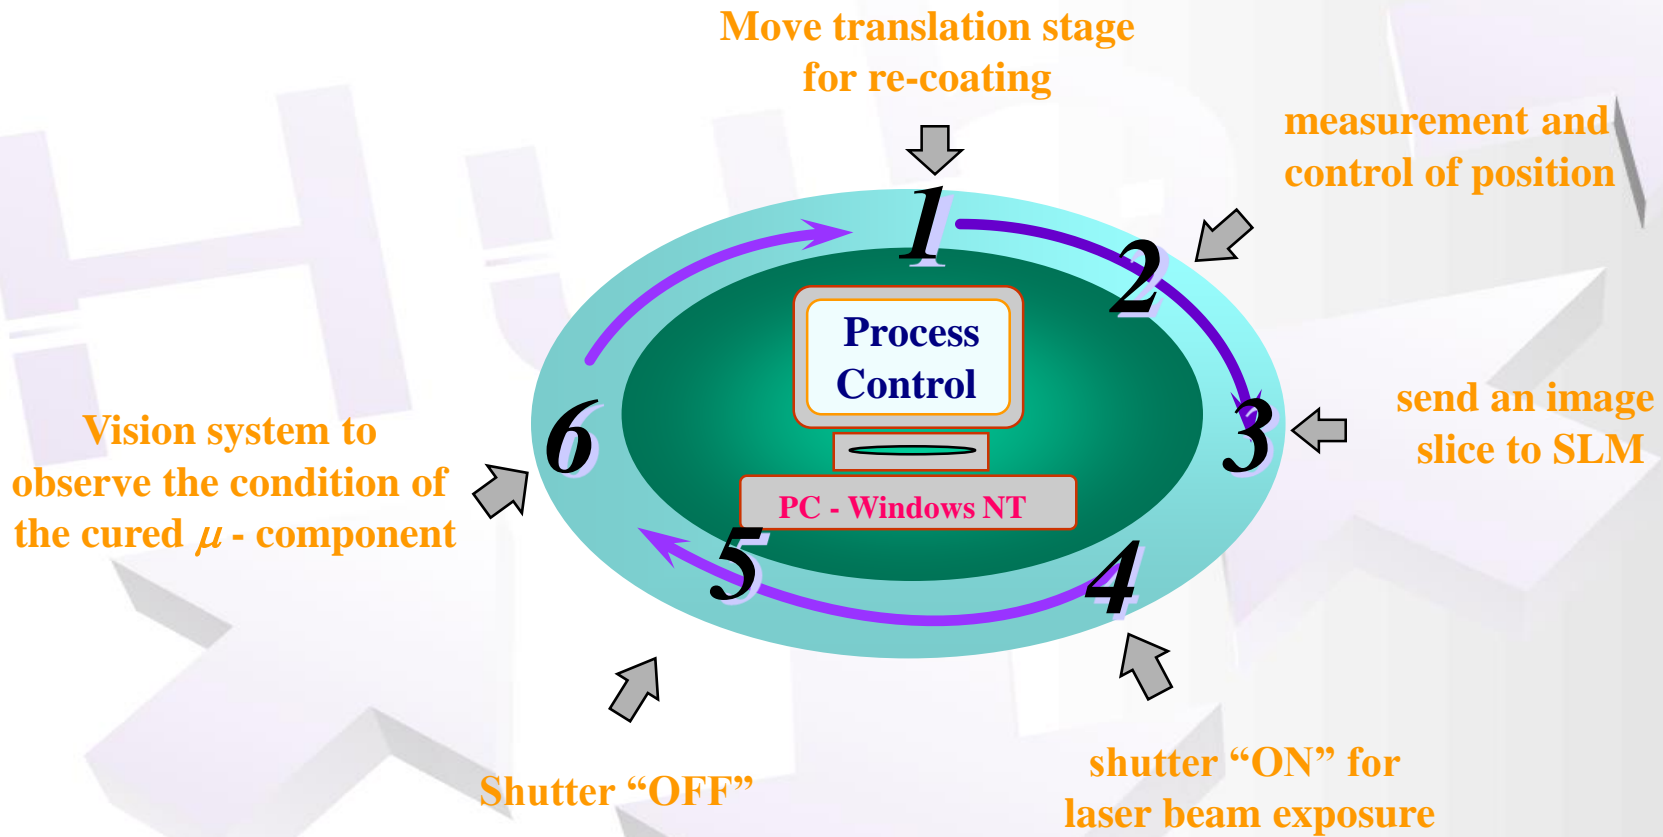 Move translation stage
for re-coating
1
measurement and
control of position
2
send an image
slice to SLM
3
shutter “ON” for
laser beam exposure
4
Shutter “OFF”
5
Vision system to
observe the condition of
the cured μ - component
6
Process
Control
PC - Windows NT